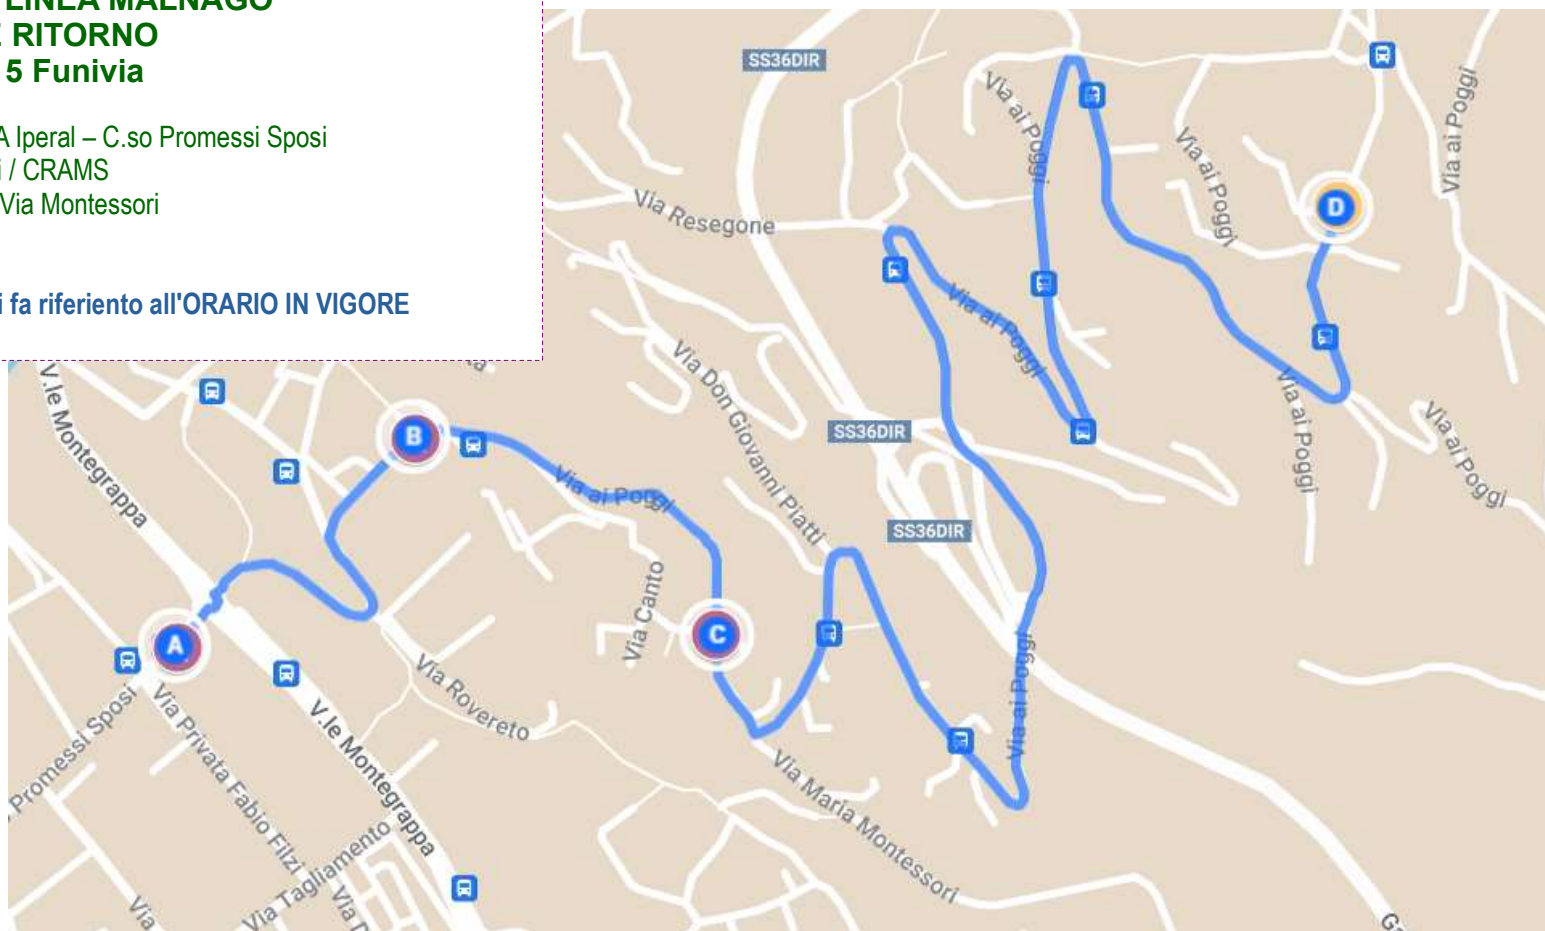 LINEA MALNAGO
E RITORNO
5 Funivia
A Iperal – C.so Promessi Sposi
i / CRAMS
Via Montessori
i fa riferiento all'ORARIO IN VIGORE
SS36DIR
Via ai Poggi
Via ai Poggi
Via ai Poggi
Via Resegone
D
Via ai Poggi
V.le Montegrappa
Via Don Giovanni Piatti
SS36DIR
Via ai Poggi
Via ai Poggi
B
Via ai Poggi
SS36DIR
Via Canto
A
C
Via ai Poggi
Promessi Sposi
Via Privata Fabio Filzi
V.le Montegrappa
Via Rovereto
Via Maria Montessori
Via Tagliamento
Via
Via